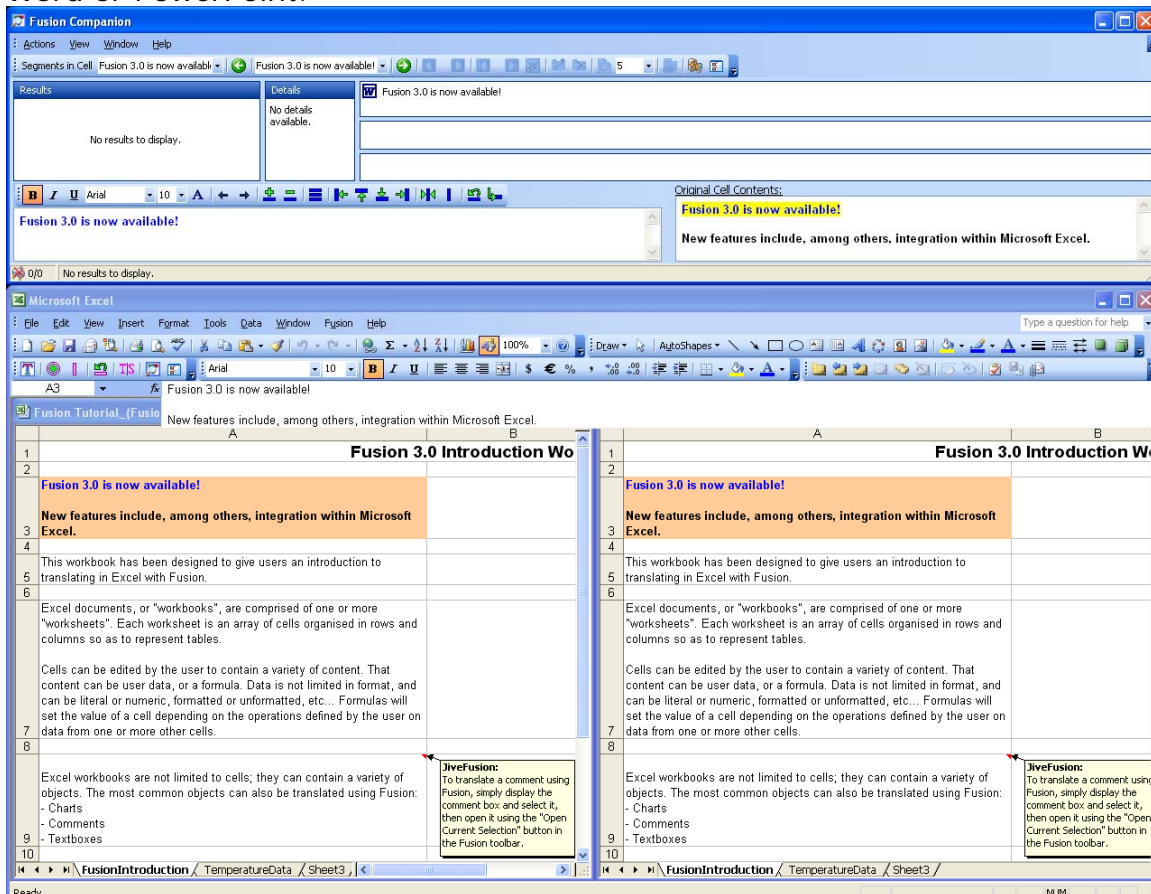 Word or PowerPoint.
Fusion Companion
Actions View Window Help
Segments in Cell Fusion 3.0 is now availabl Fusion 3.0 is now available! 5
Results Details Fusion 3.0 is now available!
No details
available.
No results to display.
B I U Arial 10 A
Original Cell Contents:
Fusion 3.0 is now available!
Fusion 3.0 is now available!
New features include, among others, integration within Microsoft Excel.
0/0 No results to display.
Microsoft Excel
File Edit View Insert Format Tools Data Window Fusion Help Type a question for help
100% Draw AutoShapes
Arial 10 B I U $ € % ,
A3 fx Fusion 3.0 is now available!
New features include, among others, integration within Microsoft Excel.
Fusion Tutorial_(Fusio
A B
1 Fusion 3.0 Introduction Wo
2
Fusion 3.0 is now available!
New features include, among others, integration within Microsoft
3 Excel.
4
This workbook has been designed to give users an introduction to
5 translating in Excel with Fusion.
6
Excel documents, or "workbooks", are comprised of one or more
"worksheets". Each worksheet is an array of cells organised in rows and
columns so as to represent tables.
Cells can be edited by the user to contain a variety of content. That
content can be user data, or a formula. Data is not limited in format, and
can be literal or numeric, formatted or unformatted, etc... Formulas will
set the value of a cell depending on the operations defined by the user on
7 data from one or more other cells.
8
Excel workbooks are not limited to cells; they can contain a variety of
objects. The most common objects can also be translated using Fusion:
- Charts
- Comments
9 - Textboxes
10
JiveFusion:
To translate a comment using
Fusion, simply display the
comment box and select it,
then open it using the "Open
Current Selection" button in
the Fusion toolbar.
FusionIntroduction / TemperatureData / Sheet3 /
A B
1 Fusion 3.0 Introduction W
2
Fusion 3.0 is now available!
New features include, among others, integration within Microsoft
3 Excel.
4
This workbook has been designed to give users an introduction to
5 translating in Excel with Fusion.
6
Excel documents, or "workbooks", are comprised of one or more
"worksheets". Each worksheet is an array of cells organised in rows and
columns so as to represent tables.
Cells can be edited by the user to contain a variety of content. That
content can be user data, or a formula. Data is not limited in format, and
can be literal or numeric, formatted or unformatted, etc... Formulas will
set the value of a cell depending on the operations defined by the user on
7 data from one or more other cells.
8
Excel workbooks are not limited to cells; they can contain a variety of
objects. The most common objects can also be translated using Fusion:
- Charts
- Comments
9 - Textboxes
10
JiveFusion:
To translate a comment using
Fusion, simply display the
comment box and select it,
then open it using the "Open
Current Selection" button in
the Fusion toolbar.
FusionIntroduction / TemperatureData / Sheet3 /
Ready NUM